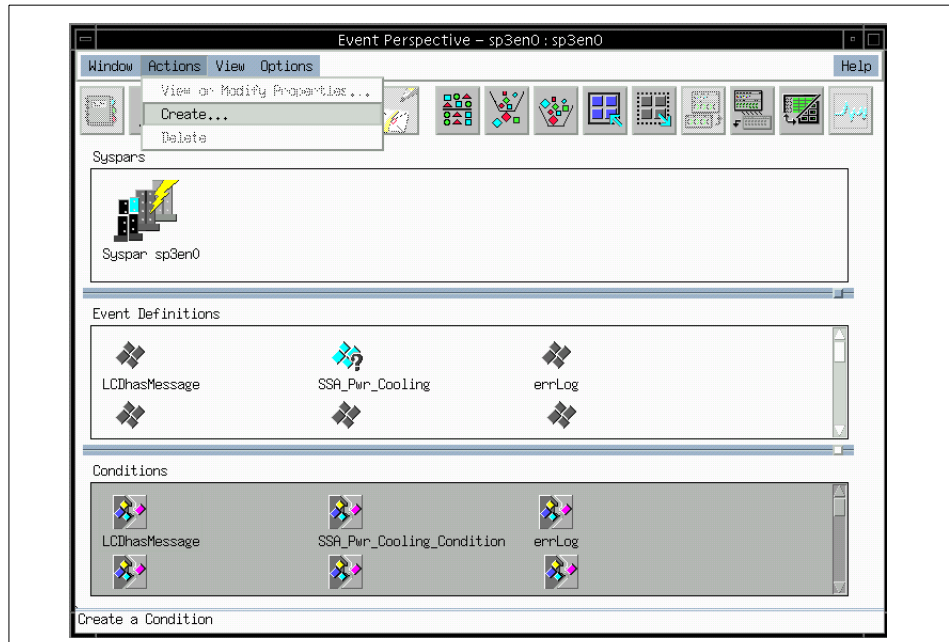 Event Perspective – sp3en0 : sp3en0
Window Actions View Options Help
View or Modify Properties...
Create...
Delete
Syspars
Syspar sp3en0
Event Definitions
LCDhasMessage SSA_Pwr_Cooling errLog
Conditions
LCDhasMessage SSA_Pwr_Cooling_Condition errLog
Create a Condition